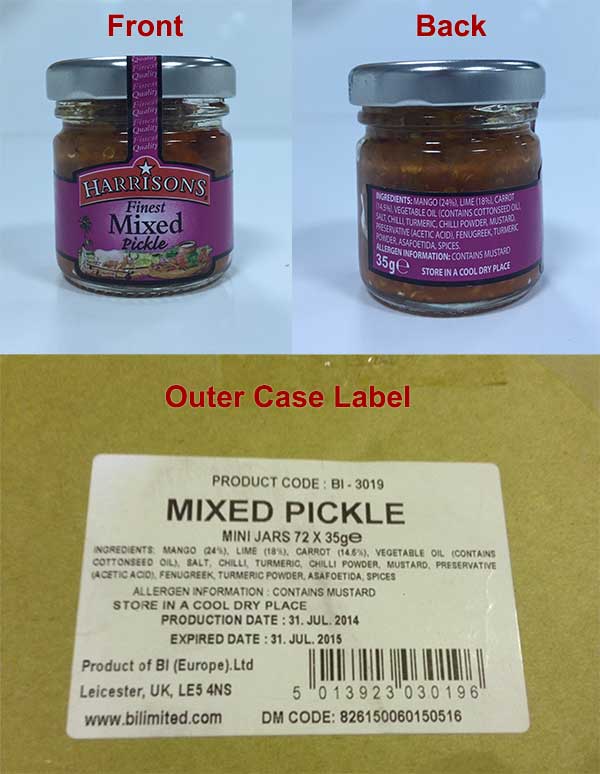 Front
Back
Finest
Quality
Finest
Quality
Finest
Quality
Finest
Quality
HARRISONS
Finest
Mixed
Pickle
INGREDIENTS: MANGO (24%), LIME (18%), CARROT
(14.5%), VEGETABLE OIL (CONTAINS COTTONSEED OIL),
SALT, CHILLI, TURMERIC, CHILLI POWDER, MUSTARD,
PRESERVATIVE (ACETIC ACID), FENUGREEK, TURMERIC
POWDER, ASAFOETIDA, SPICES.
ALLERGEN INFORMATION: CONTAINS MUSTARD
35g℮
STORE IN A COOL DRY PLACE
Outer Case Label
PRODUCT CODE : BI - 3019
MIXED PICKLE
MINI JARS 72 X 35g℮
INGREDIENTS: MANGO (24%), LIME (18%), CARROT (14.5%), VEGETABLE OIL (CONTAINS
COTTONSEED OIL), SALT, CHILLI, TURMERIC, CHILLI POWDER, MUSTARD, PRESERVATIVE
(ACETIC ACID), FENUGREEK, TURMERIC POWDER, ASAFOETIDA, SPICES
ALLERGEN INFORMATION : CONTAINS MUSTARD
STORE IN A COOL DRY PLACE
PRODUCTION DATE : 31. JUL. 2014
EXPIRED DATE : 31. JUL. 2015
Product of BI (Europe).Ltd
Leicester, UK, LE5 4NS
www.bilimited.com
5 013923 030196
DM CODE: 826150060150516